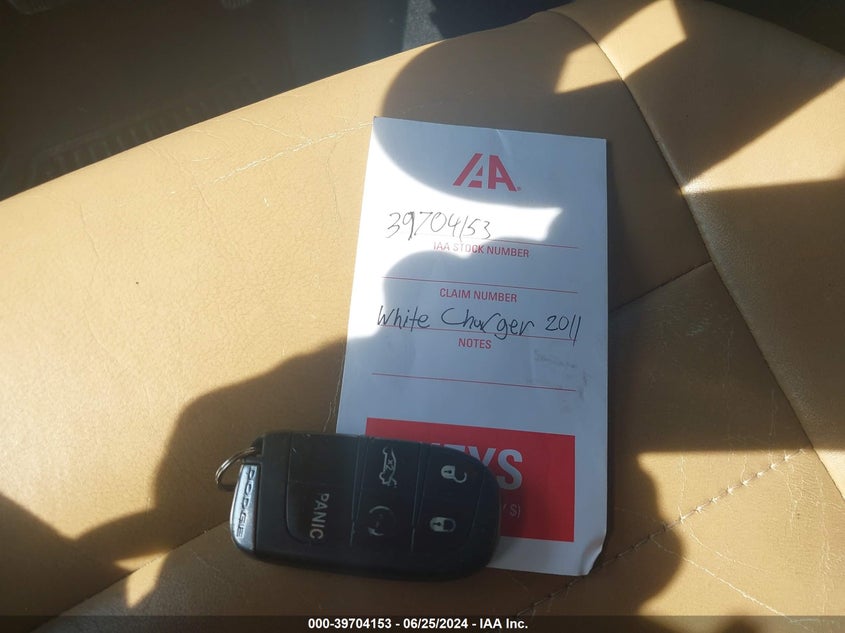 IAA
39704153
IAA STOCK NUMBER
CLAIM NUMBER
White Charger 2011
NOTES
KEYS
$)
DODGE
PANIC
x2
000-39704153 - 06/25/2024 - IAA Inc.